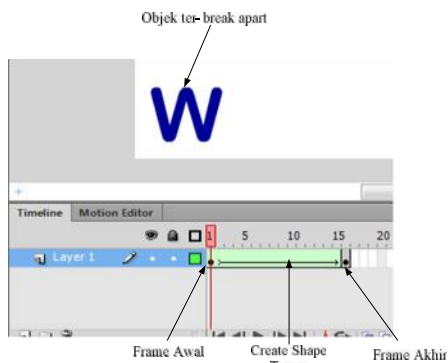 Objek ter- break apart
W
Timeline Motion Editor
1 5 10 15 20
Layer 1
Frame Awal Create Shape Frame Akhir